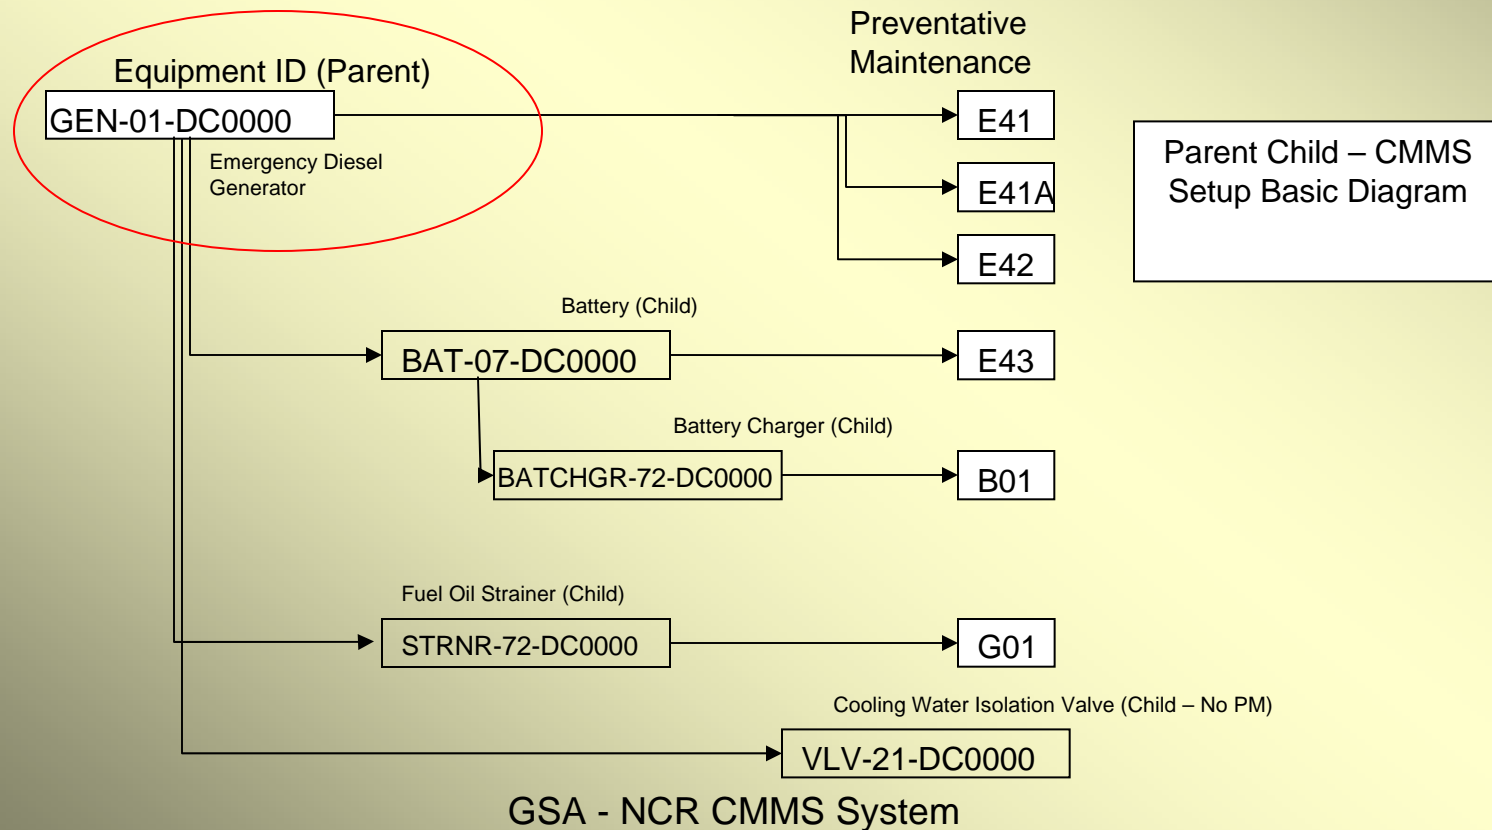 Preventative
Maintenance
Equipment ID (Parent)
GEN-01-DC0000
E41
Emergency Diesel
Generator
E41A
E42
Parent Child – CMMS
Setup Basic Diagram
Battery (Child)
BAT-07-DC0000
E43
Battery Charger (Child)
BATCHGR-72-DC0000
B01
Fuel Oil Strainer (Child)
STRNR-72-DC0000
G01
Cooling Water Isolation Valve (Child – No PM)
VLV-21-DC0000
GSA - NCR CMMS System